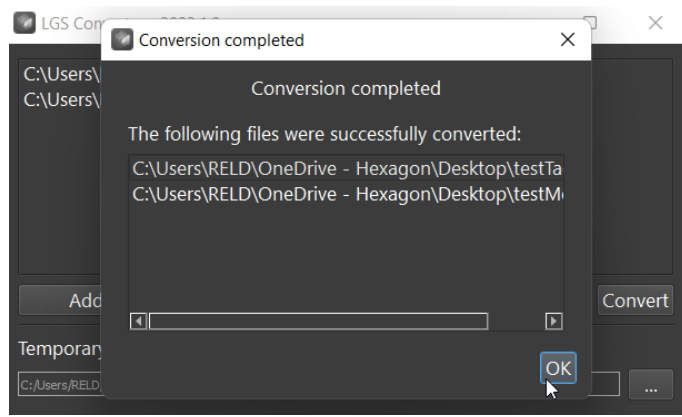 LGS Con
Conversion completed
C:\Users\
C:\Users\
Conversion completed
The following files were successfully converted:
C:\Users\RELD\OneDrive - Hexagon\Desktop\testTa
C:\Users\RELD\OneDrive - Hexagon\Desktop\testM
Add
Convert
Temporary
OK
C:/Users/RELD
...